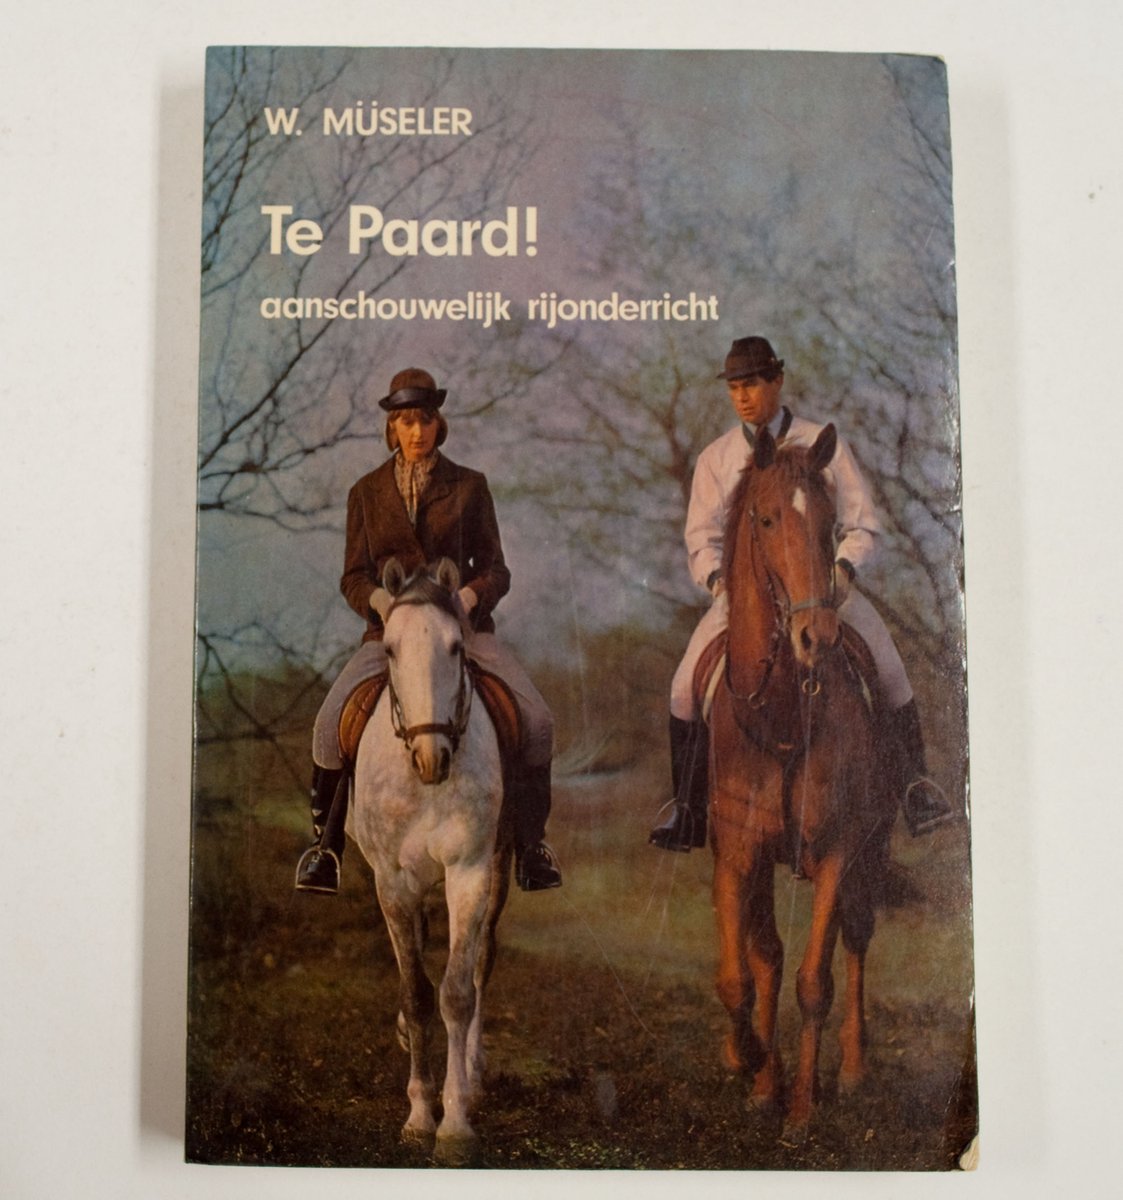 W. MÜSELER
Te Paard!
aanschouwelijk rijonderricht